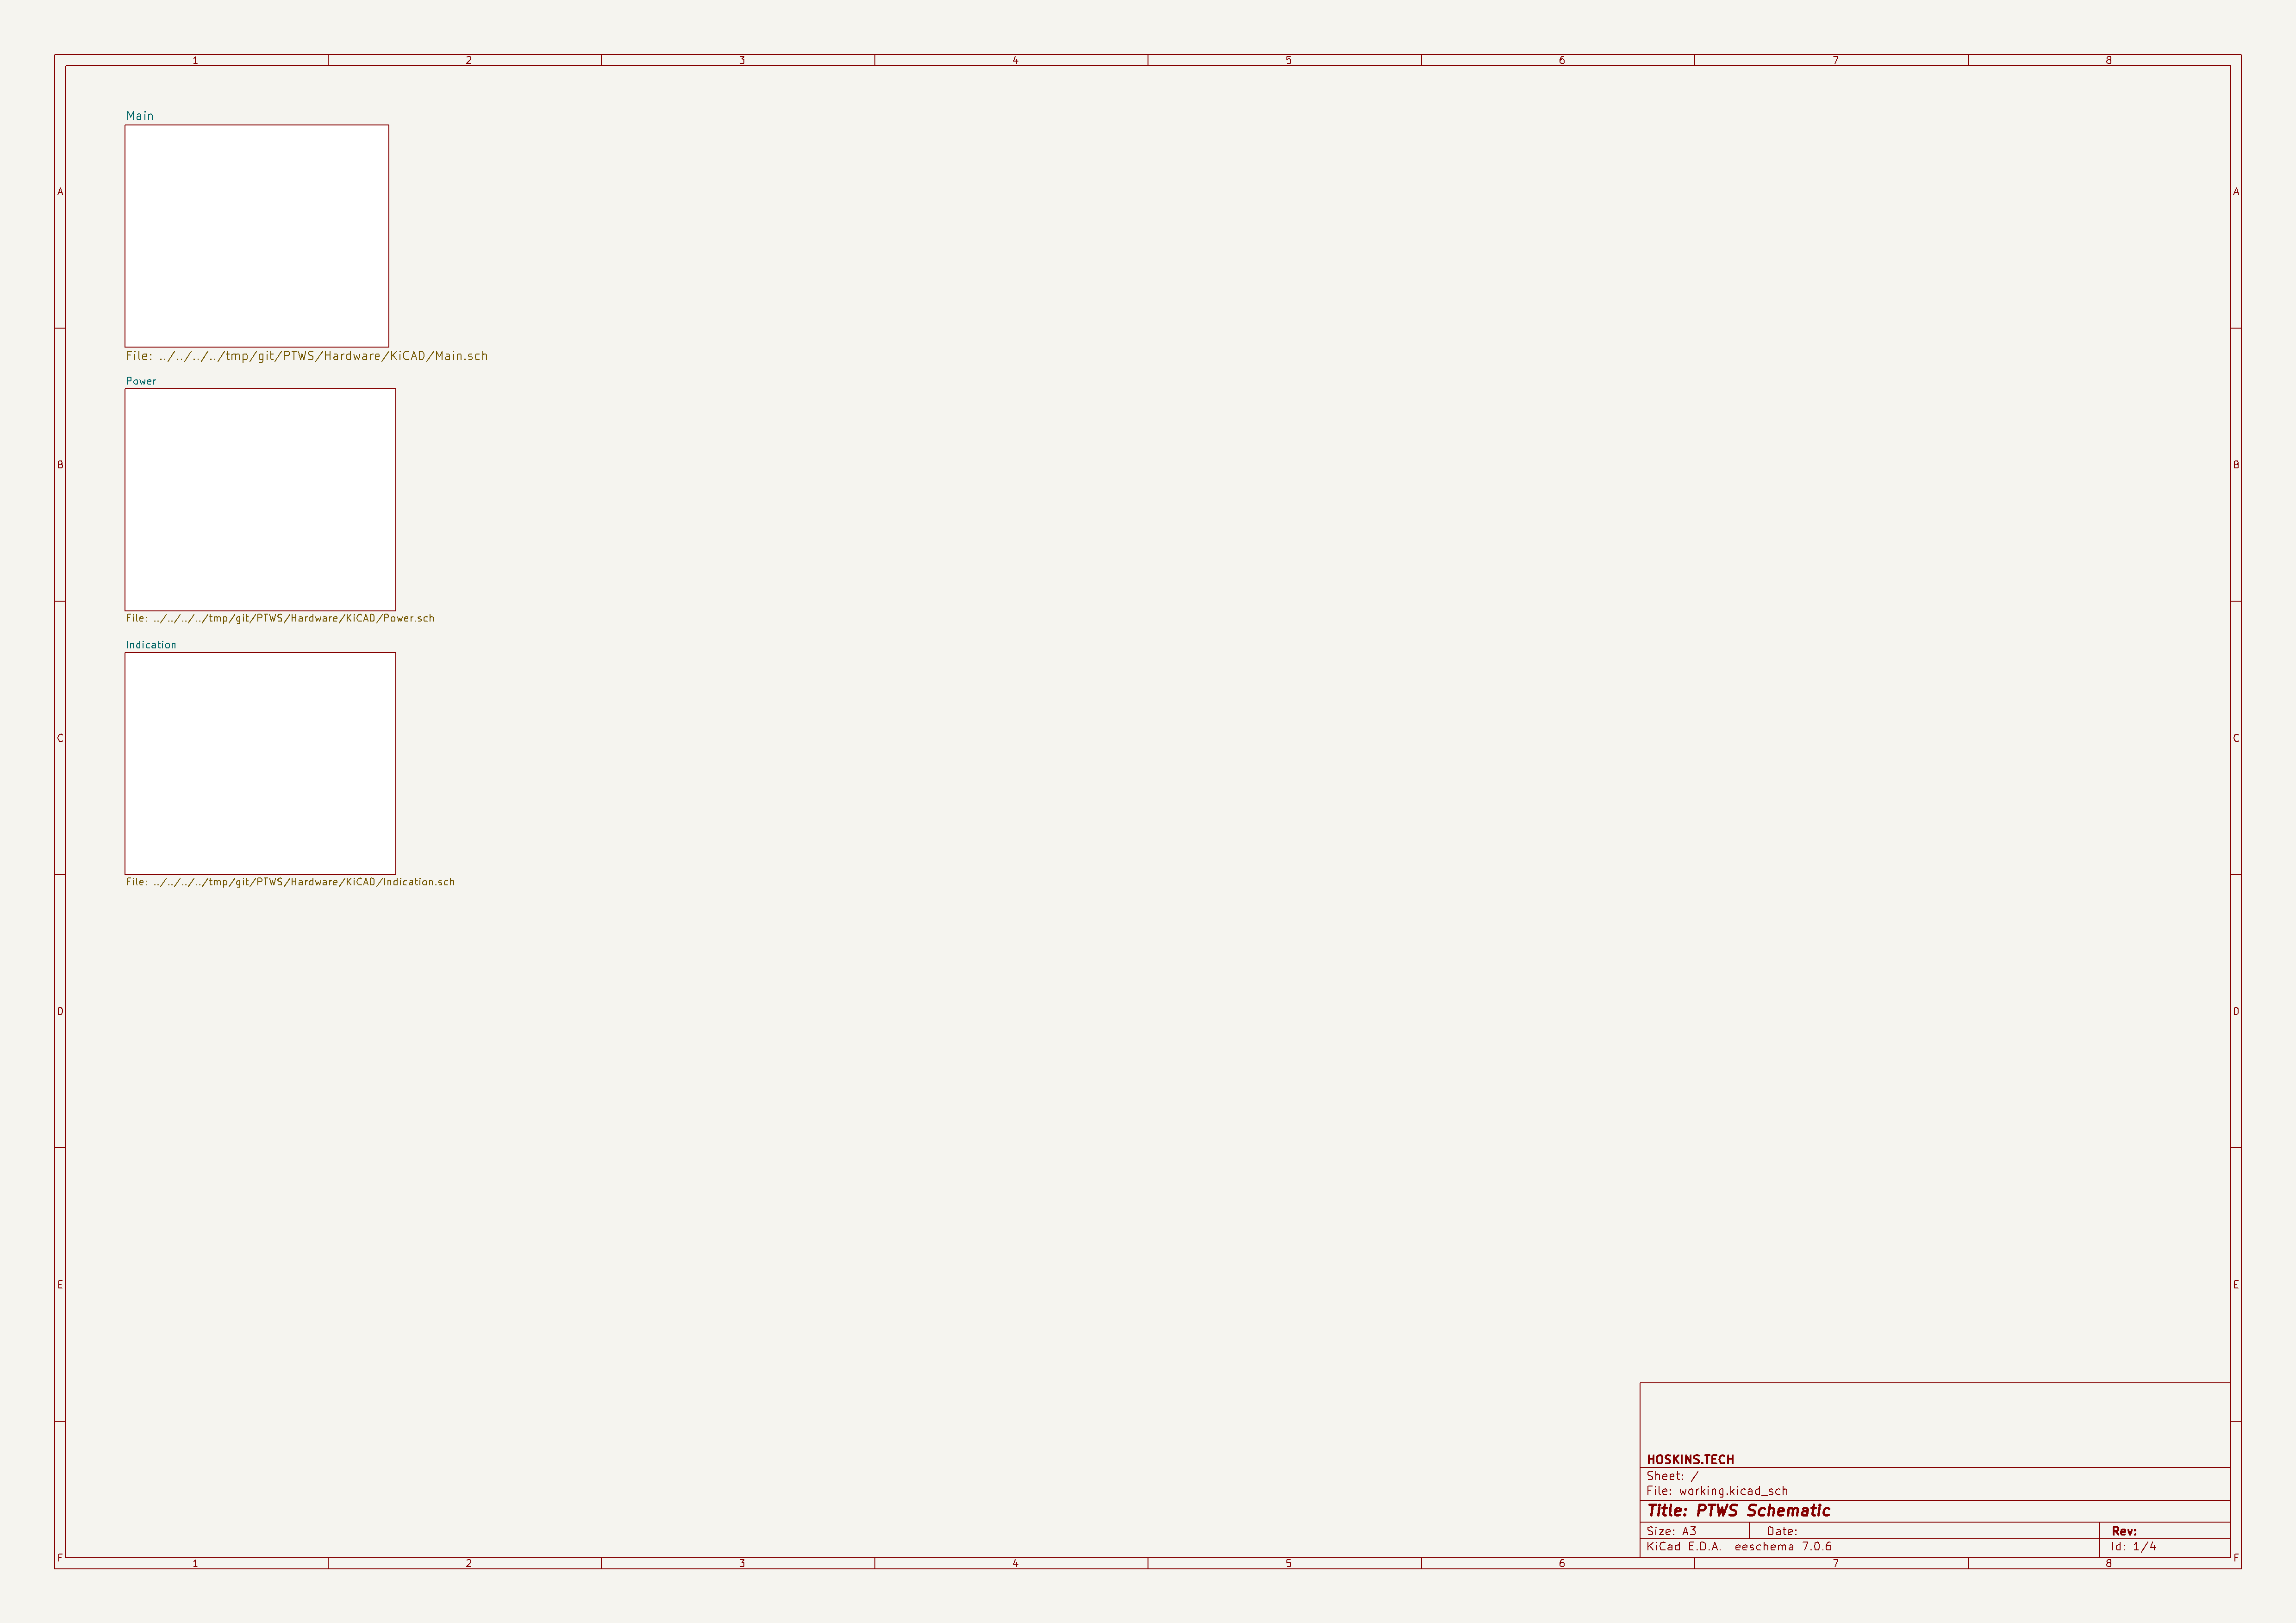 1 2 3 4 5 6 7 8
Main
A A
File: ../../../../tmp/git/PTWS/Hardware/KiCAD/Main.sch
Power
B B
File: ../../../../tmp/git/PTWS/Hardware/KiCAD/Power.sch
Indication
C C
File: ../../../../tmp/git/PTWS/Hardware/KiCAD/Indication.sch
D D
E E
HOSKINS.TECH
Sheet: /
File: working.kicad_sch
Title: PTWS Schematic
Size: A3 Date: Rev:
KiCad E.D.A. eeschema 7.0.6 Id: 1/4
F F
1 2 3 4 5 6 7 8